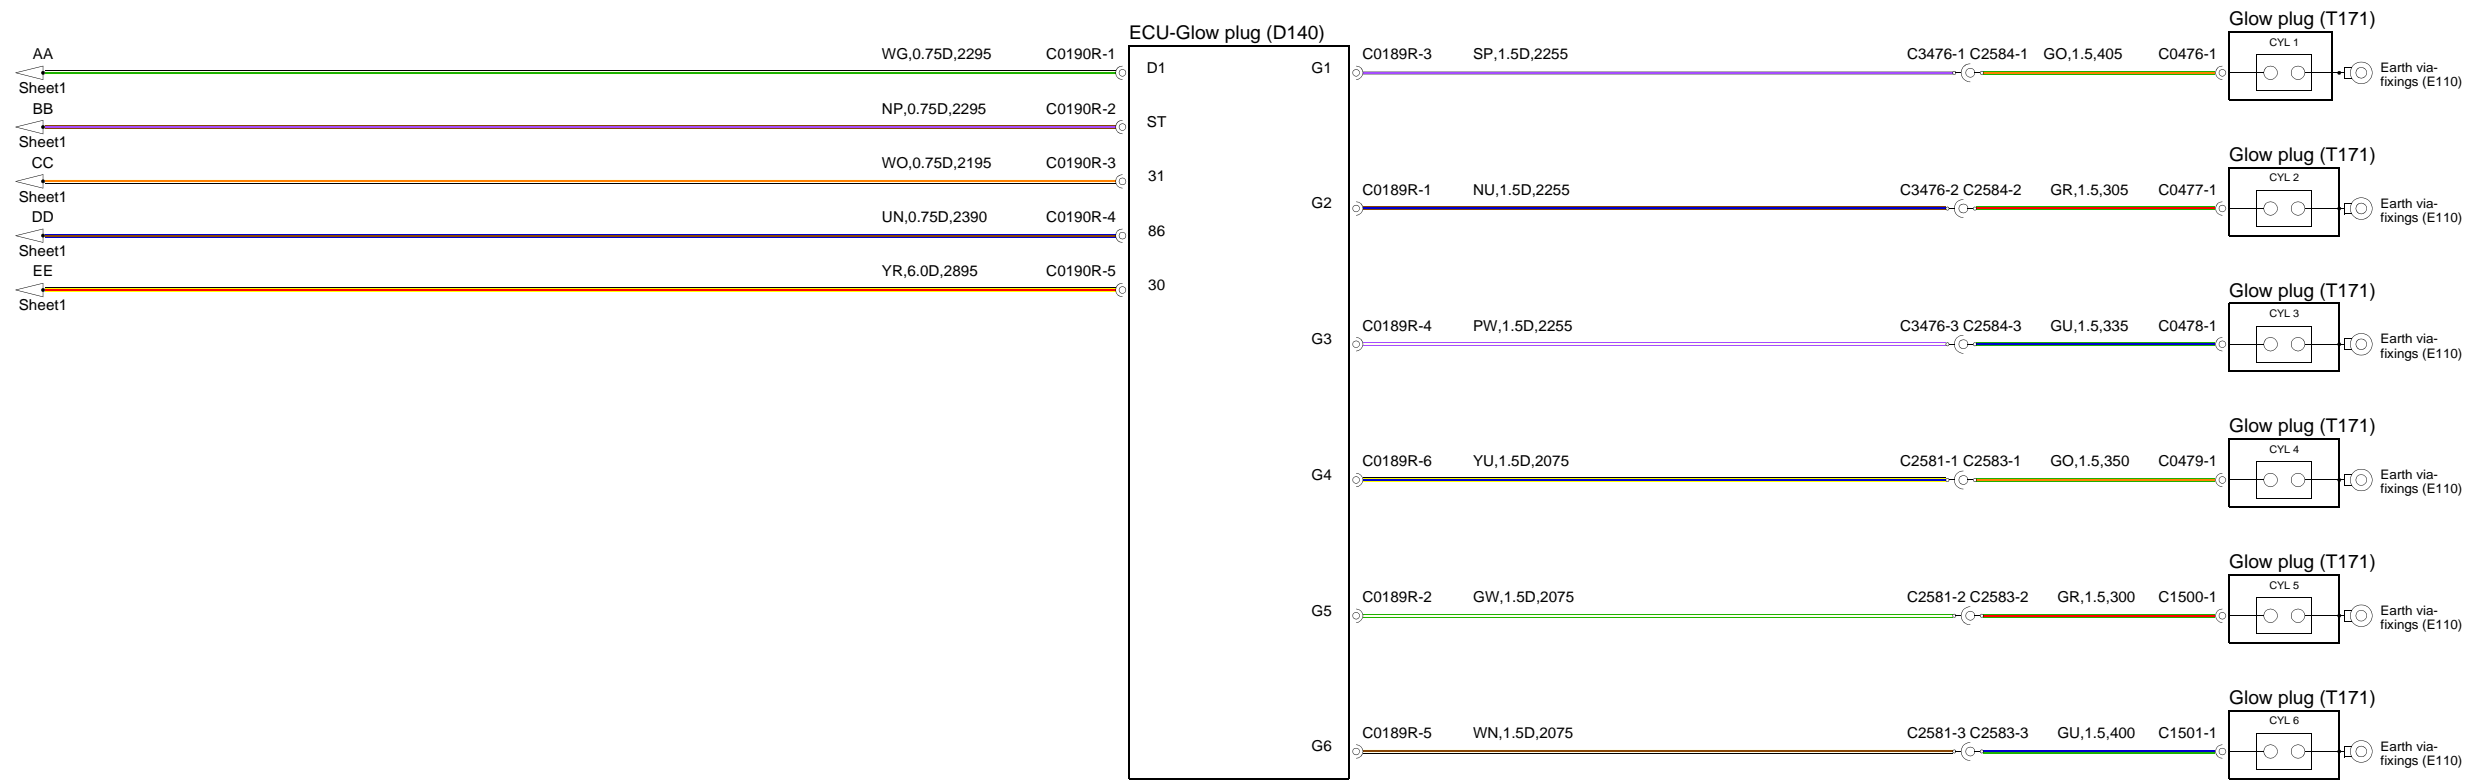 ECU-Glow plug (D140)
AA
WG,0.75D,2295 C0190R-1
D1
Sheet1
BB
NP,0.75D,2295 C0190R-2
ST
Sheet1
CC
WO,0.75D,2195 C0190R-3
31
Sheet1
DD
UN,0.75D,2390 C0190R-4
86
Sheet1
EE
YR,6.0D,2895 C0190R-5
30
Sheet1
Glow plug (T171)
CYL 1
G1
C0189R-3 SP,1.5D,2255 C3476-1 C2584-1 GO,1.5,405 C0476-1
Earth via-
fixings (E110)
Glow plug (T171)
CYL 2
G2
C0189R-1 NU,1.5D,2255 C3476-2 C2584-2 GR,1.5,305 C0477-1
Earth via-
fixings (E110)
Glow plug (T171)
CYL 3
G3
C0189R-4 PW,1.5D,2255 C3476-3 C2584-3 GU,1.5,335 C0478-1
Earth via-
fixings (E110)
Glow plug (T171)
CYL 4
G4
C0189R-6 YU,1.5D,2075 C2581-1 C2583-1 GO,1.5,350 C0479-1
Earth via-
fixings (E110)
Glow plug (T171)
CYL 5
G5
C0189R-2 GW,1.5D,2075 C2581-2 C2583-2 GR,1.5,300 C1500-1
Earth via-
fixings (E110)
Glow plug (T171)
CYL 6
G6
C0189R-5 WN,1.5D,2075 C2581-3 C2583-3 GU,1.5,400 C1501-1
Earth via-
fixings (E110)